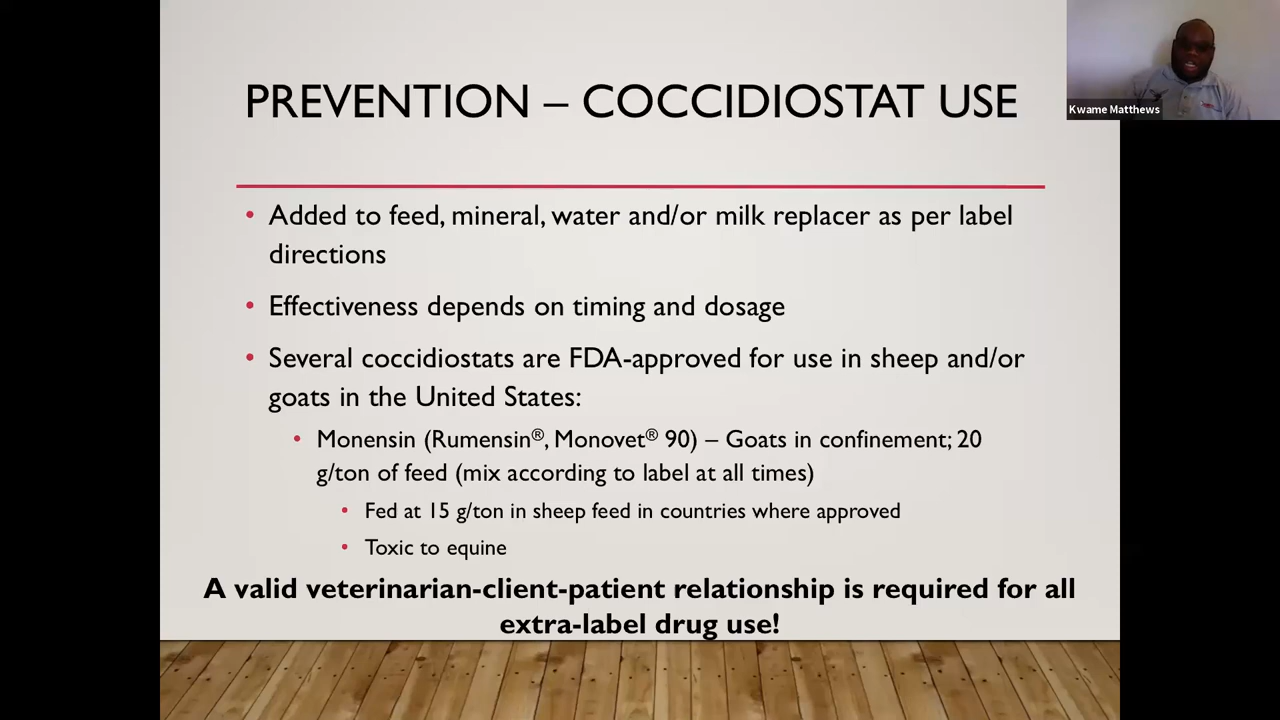 PREVENTION – COCCIDIOSTAT USE
Kwame Matthews
• Added to feed, mineral, water and/or milk replacer as per label
directions
• Effectiveness depends on timing and dosage
• Several coccidiostats are FDA-approved for use in sheep and/or
goats in the United States:
• Monensin (Rumensin®, Monovet® 90) – Goats in confinement; 20
g/ton of feed (mix according to label at all times)
• Fed at 15 g/ton in sheep feed in countries where approved
• Toxic to equine
A valid veterinarian-client-patient relationship is required for all
extra-label drug use!